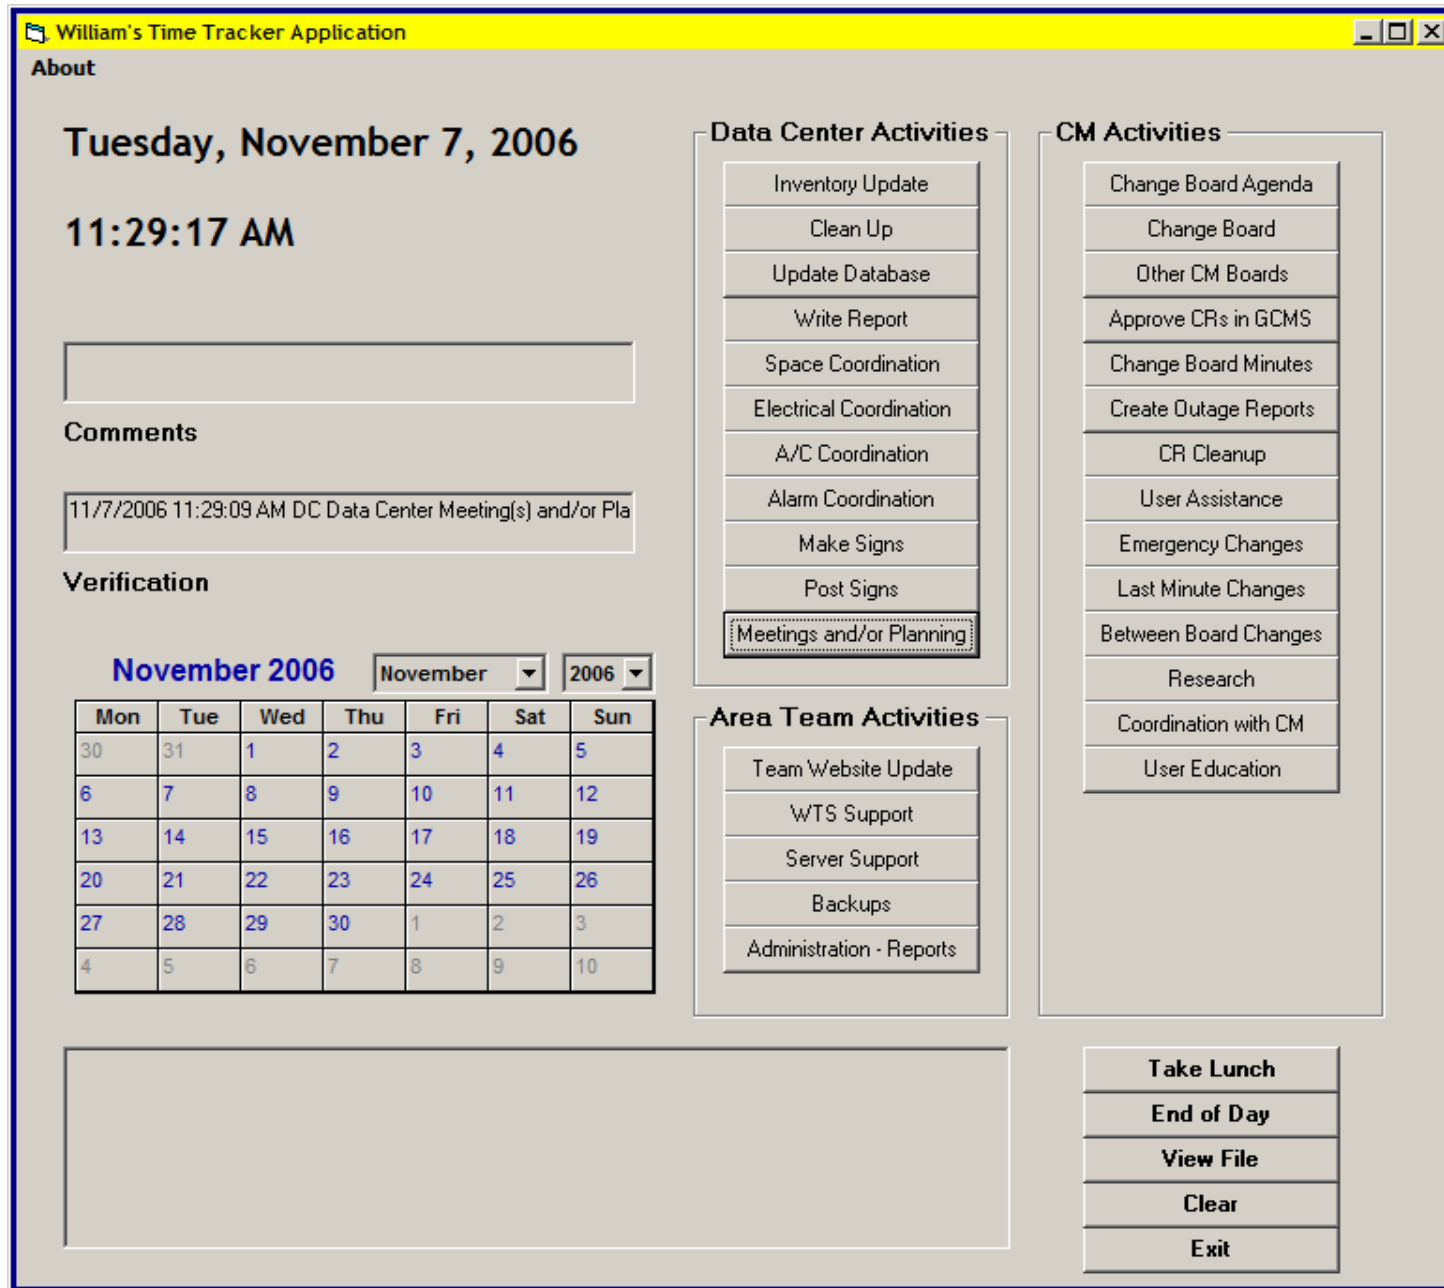 William's Time Tracker Application
About
Tuesday, November 7, 2006
11:29:17 AM
Comments
11/7/2006 11:29:09 AM DC Data Center Meeting(s) and/or Pla
Verification
November 2006
November
2006
Mon Tue Wed Thu Fri Sat Sun
30 31 1 2 3 4 5
6 7 8 9 10 11 12
13 14 15 16 17 18 19
20 21 22 23 24 25 26
27 28 29 30 1 2 3
4 5 6 7 8 9 10
Data Center Activities
Inventory Update
Clean Up
Update Database
Write Report
Space Coordination
Electrical Coordination
A/C Coordination
Alarm Coordination
Make Signs
Post Signs
Meetings and/or Planning
Area Team Activities
Team Website Update
WTS Support
Server Support
Backups
Administration - Reports
CM Activities
Change Board Agenda
Change Board
Other CM Boards
Approve CRs in GCMS
Change Board Minutes
Create Outage Reports
CR Cleanup
User Assistance
Emergency Changes
Last Minute Changes
Between Board Changes
Research
Coordination with CM
User Education
Take Lunch
End of Day
View File
Clear
Exit